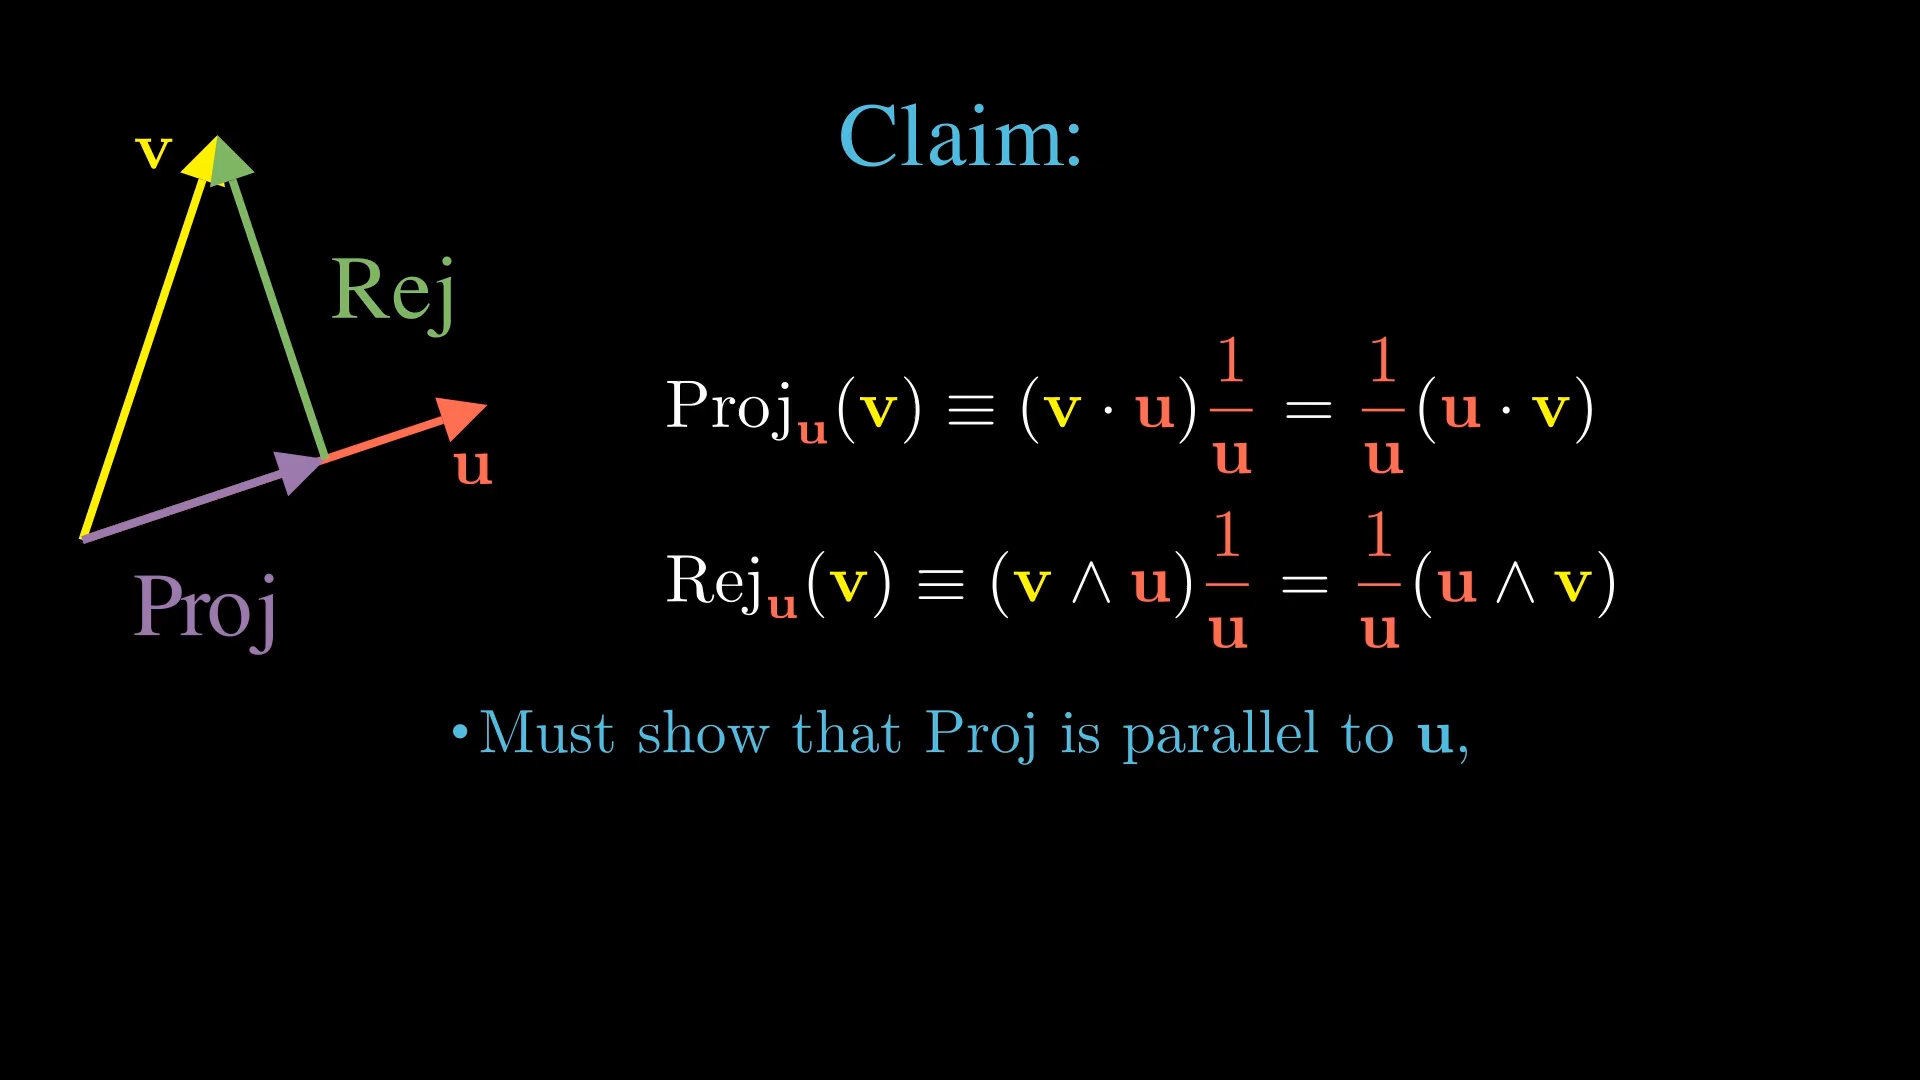 Claim:
v
Rej
u
Proj
Proj_u(v) ≡ (v · u) 1/u = 1/u (u · v)
Rej_u(v) ≡ (v ∧ u) 1/u = 1/u (u ∧ v)
• Must show that Proj is parallel to u,